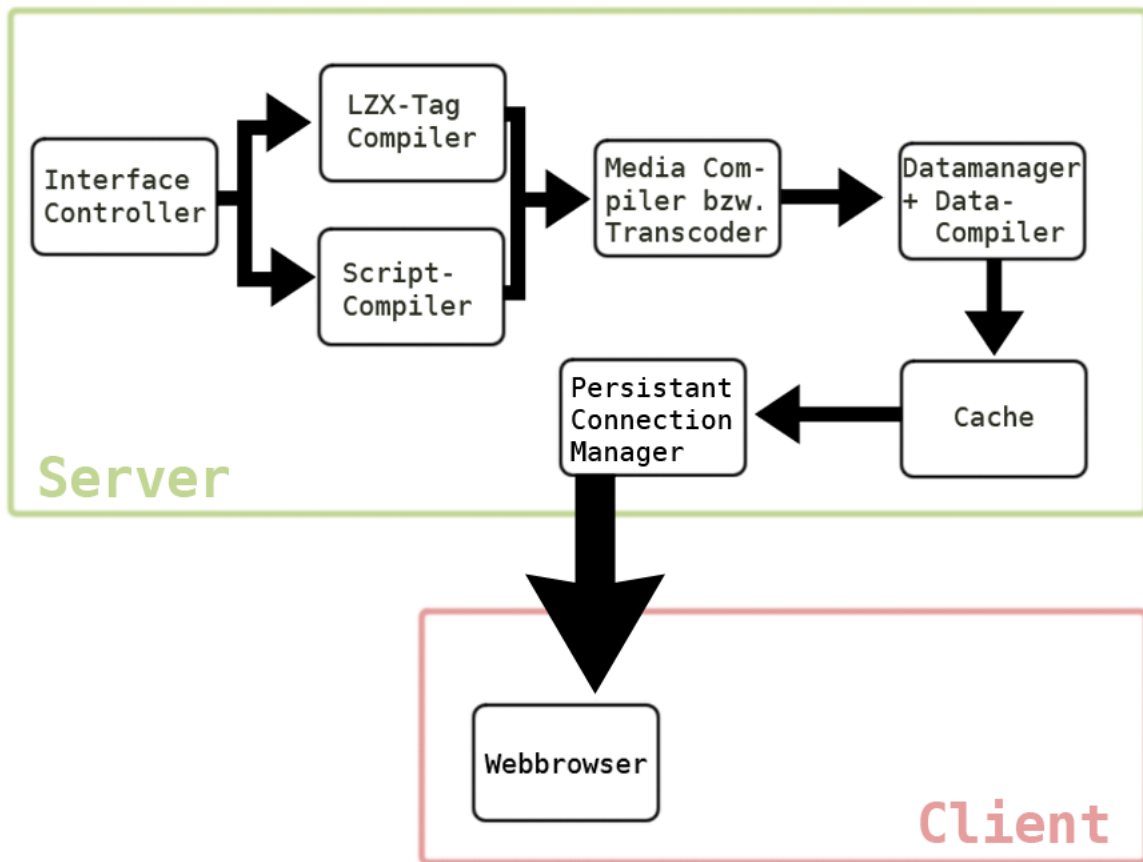 LZX-Tag
Compiler
Interface
Controller
Script-
Compiler
Media Com-
piler bzw.
Transcoder
Datamanager
+ Data-
Compiler
Persistant
Connection
Manager
Cache
Server
Webbrowser
Client